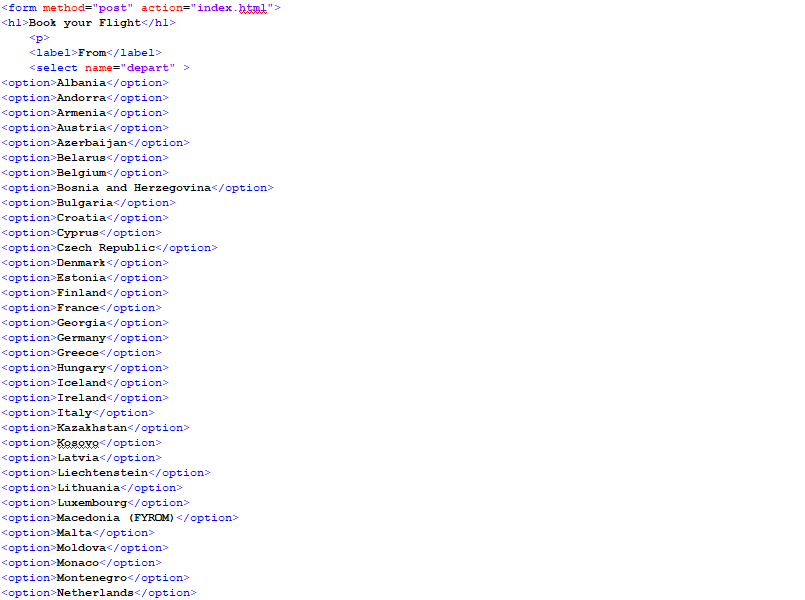 <form method="post" action="index.html">
<h1>Book your Flight</h1>
<p>
<label>From</label>
<select name="depart" >
<option>Albania</option>
<option>Andorra</option>
<option>Armenia</option>
<option>Austria</option>
<option>Azerbaijan</option>
<option>Belarus</option>
<option>Belgium</option>
<option>Bosnia and Herzegovina</option>
<option>Bulgaria</option>
<option>Croatia</option>
<option>Cyprus</option>
<option>Czech Republic</option>
<option>Denmark</option>
<option>Estonia</option>
<option>Finland</option>
<option>France</option>
<option>Georgia</option>
<option>Germany</option>
<option>Greece</option>
<option>Hungary</option>
<option>Iceland</option>
<option>Ireland</option>
<option>Italy</option>
<option>Kazakhstan</option>
<option>Kosovo</option>
<option>Latvia</option>
<option>Liechtenstein</option>
<option>Lithuania</option>
<option>Luxembourg</option>
<option>Macedonia (FYROM)</option>
<option>Malta</option>
<option>Moldova</option>
<option>Monaco</option>
<option>Montenegro</option>
<option>Netherlands</option>